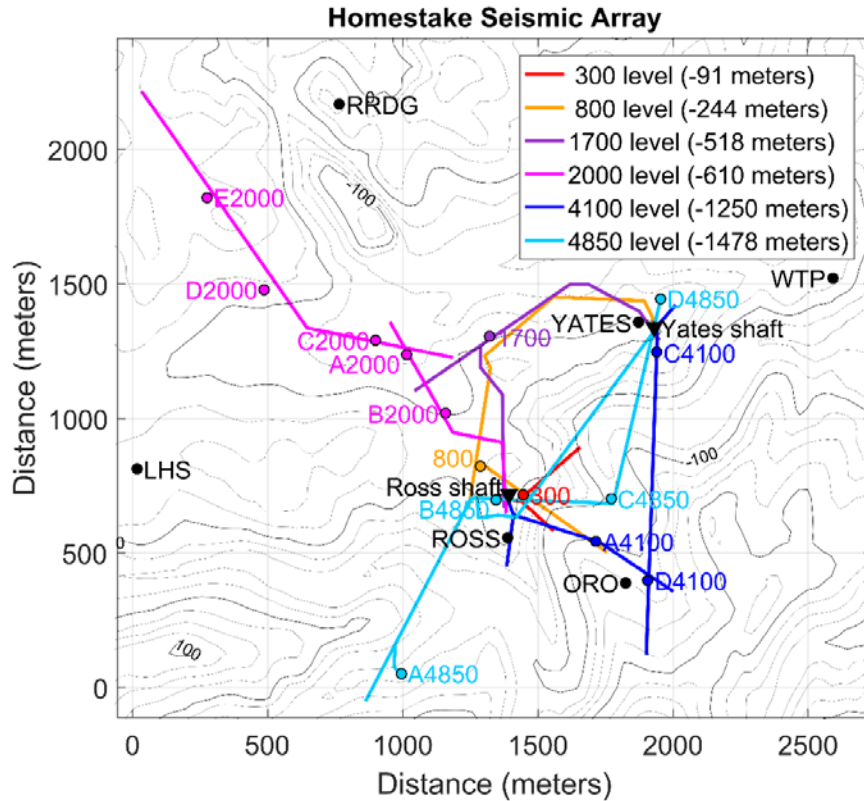 Homestake Seismic Array
300 level (-91 meters)
800 level (-244 meters)
1700 level (-518 meters)
2000 level (-610 meters)
4100 level (-1250 meters)
4850 level (-1478 meters)
0
RRDG
2000
-100
E2000
WTP
D2000
D4850
1500
YATES
Yates shaft
C2000
1700
A2000
C4100
B2000
1000
800
-100
LHS
Ross shaft
300
B4850
C4850
0
ROSS
A4100
500
ORO
D4100
100
A4850
0
Distance (meters)
0 500 1000 1500 2000 2500
Distance (meters)